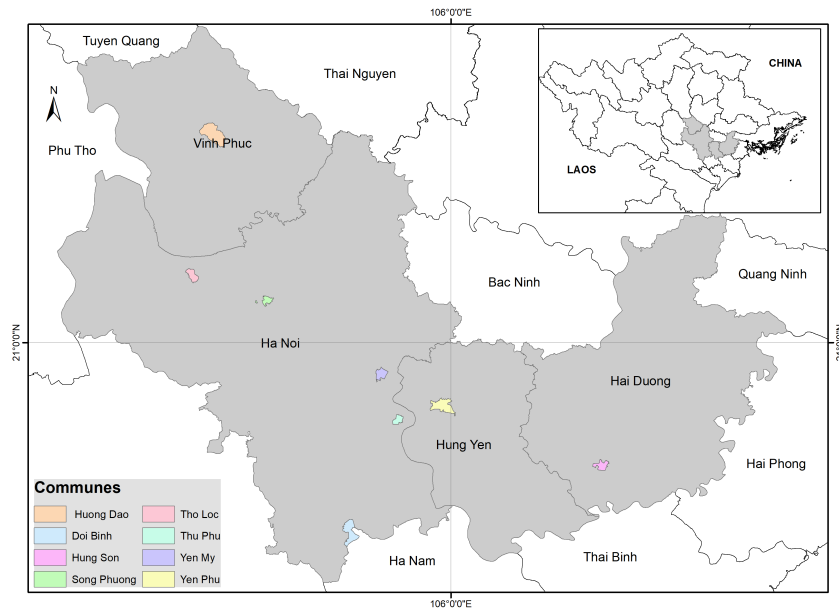 106°0'0"E
Tuyen Quang
Thai Nguyen
CHINA
N
Vinh Phuc
Phu Tho
LAOS
Bac Ninh
Quang Ninh
21°0'0"N
Ha Noi
Hai Duong
Hung Yen
Hai Phong
Communes
Huong Dao
Tho Loc
Doi Binh
Thu Phu
Hung Son
Yen My
Song Phuong
Yen Phu
Ha Nam
Thai Binh
106°0'0"E